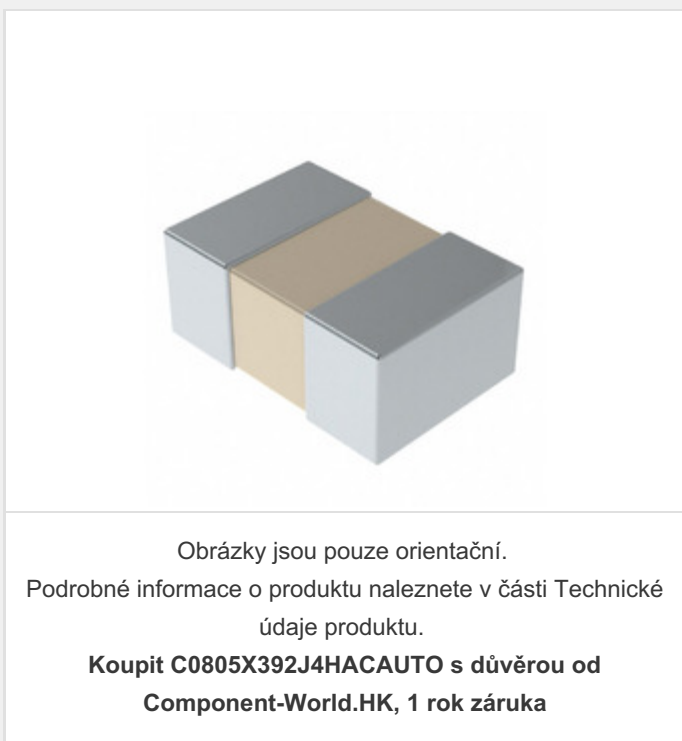 Obrázky jsou pouze orientační.
Podrobné informace o produktu naleznete v části Technické
údaje produktu.
Koupit C0805X392J4HACAUTO s důvěrou od
Component-World.HK, 1 rok záruka